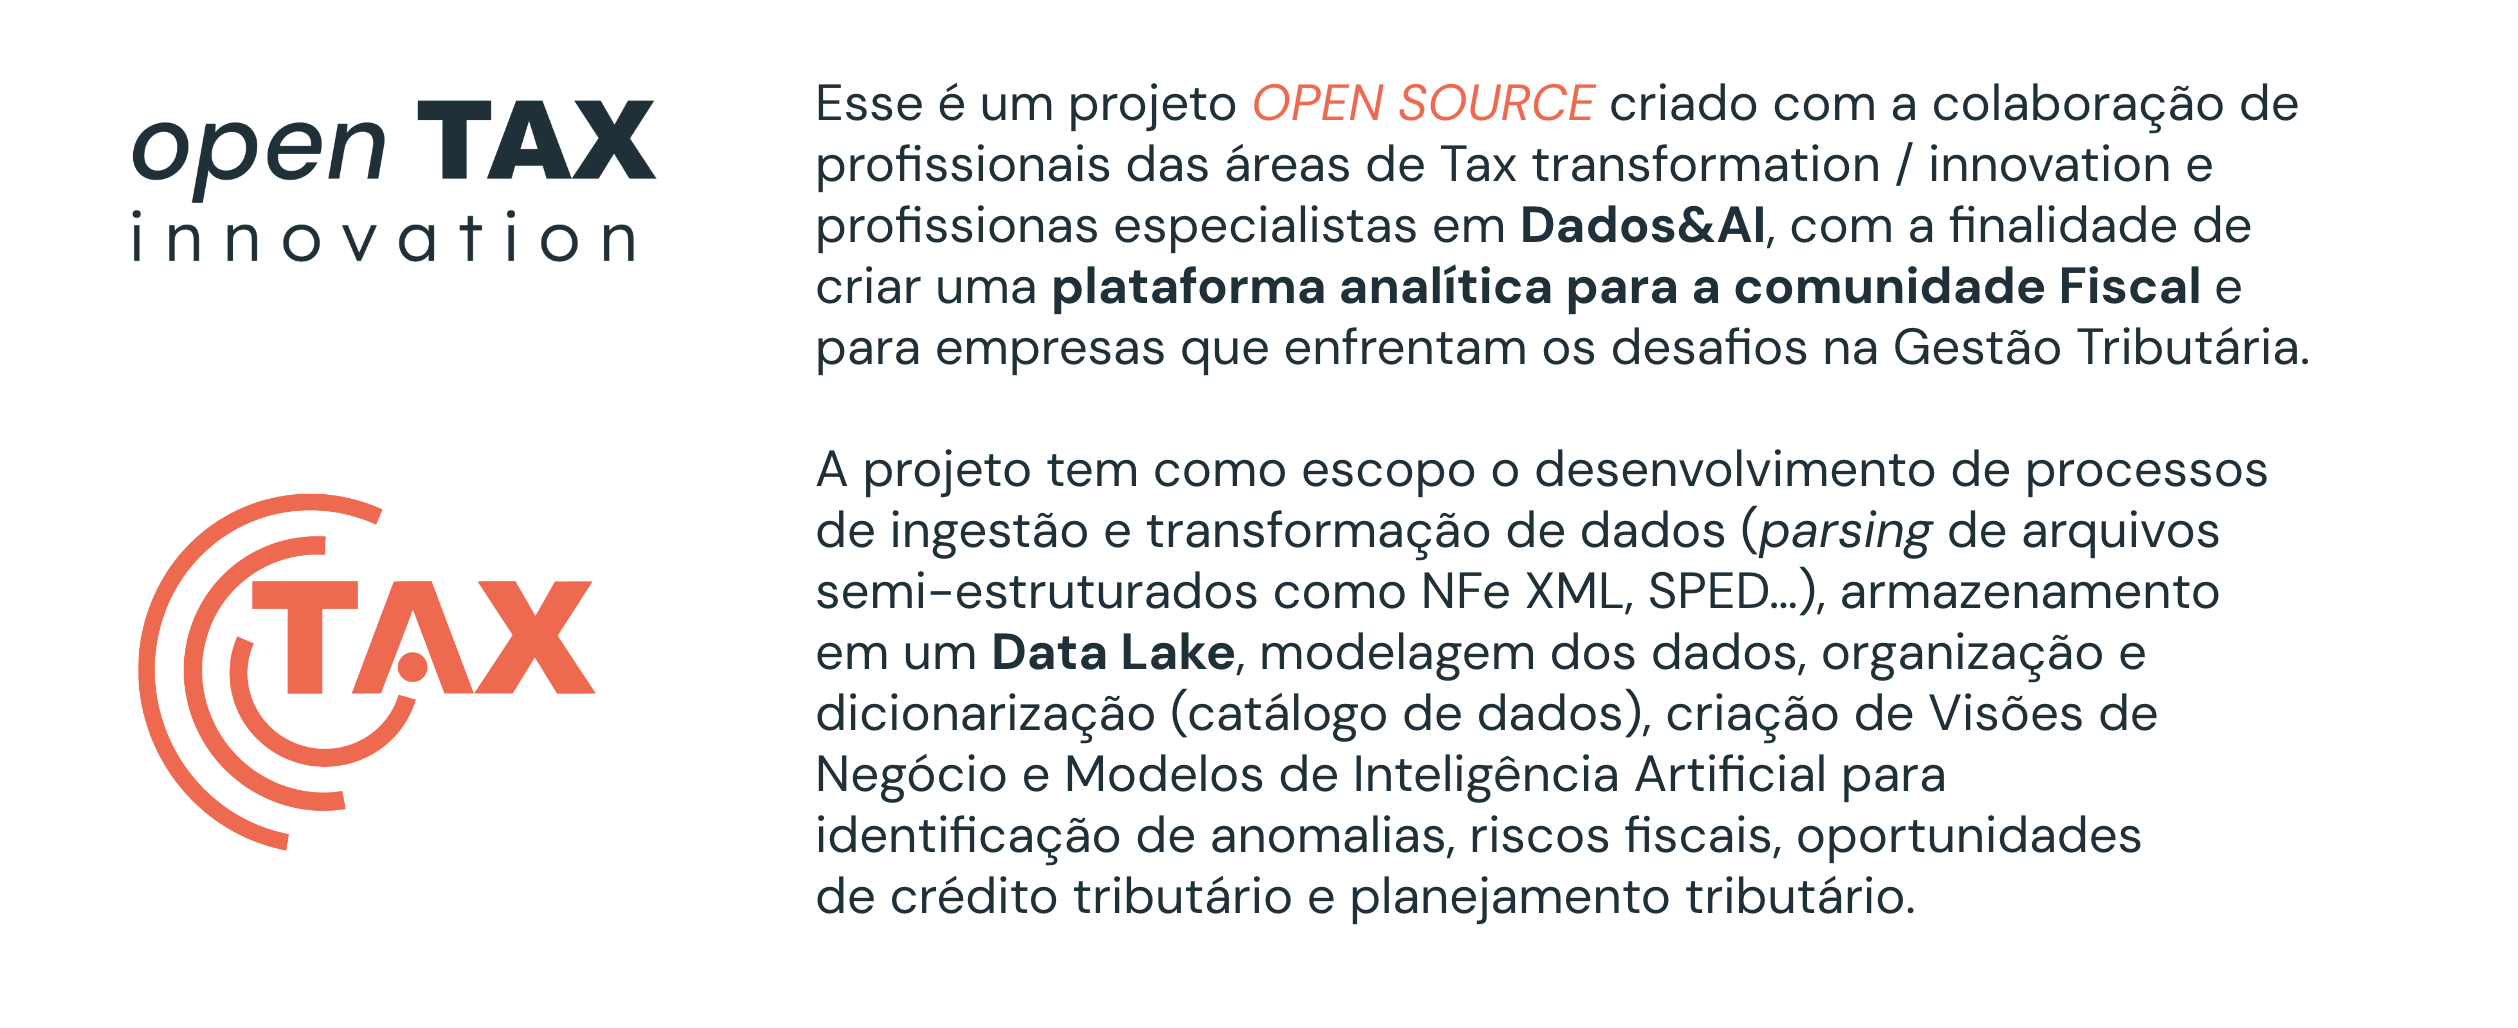 open TAX
innovation
TAX
Esse é um projeto OPEN SOURCE criado com a colaboração de
profissionais das áreas de Tax transformation / innovation e
profissionas especialistas em Dados&AI, com a finalidade de
criar uma plataforma analítica para a comunidade Fiscal e
para empresas que enfrentam os desafios na Gestão Tributária.
A projeto tem como escopo o desenvolvimento de processos
de ingestão e transformação de dados (parsing de arquivos
semi-estruturados como NFe XML, SPED...), armazenamento
em um Data Lake, modelagem dos dados, organização e
dicionarização (catálogo de dados), criação de Visões de
Negócio e Modelos de Inteligência Artificial para
identificação de anomalias, riscos fiscais, oportunidades
de crédito tributário e planejamento tributário.